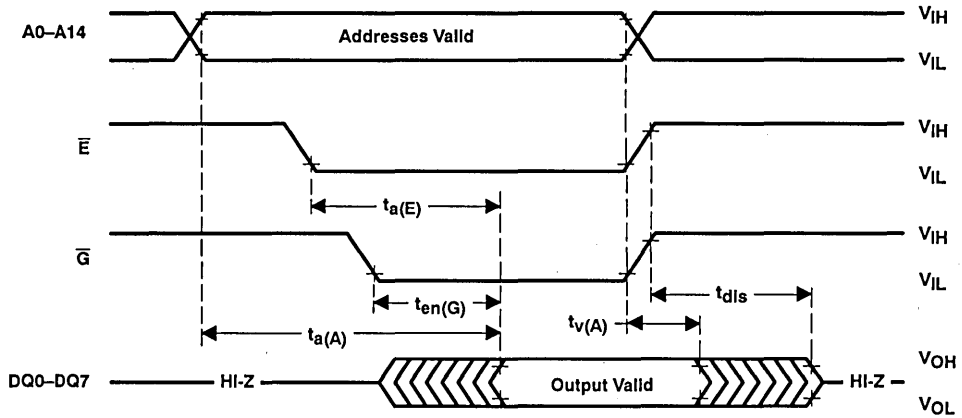 A0–A14
Addresses Valid
VIH
VIL
E
VIH
VIL
ta(E)
G
VIH
VIL
ten(G)
tdis
ta(A)
tv(A)
DQ0–DQ7
HI-Z
Output Valid
HI-Z
VOH
VOL